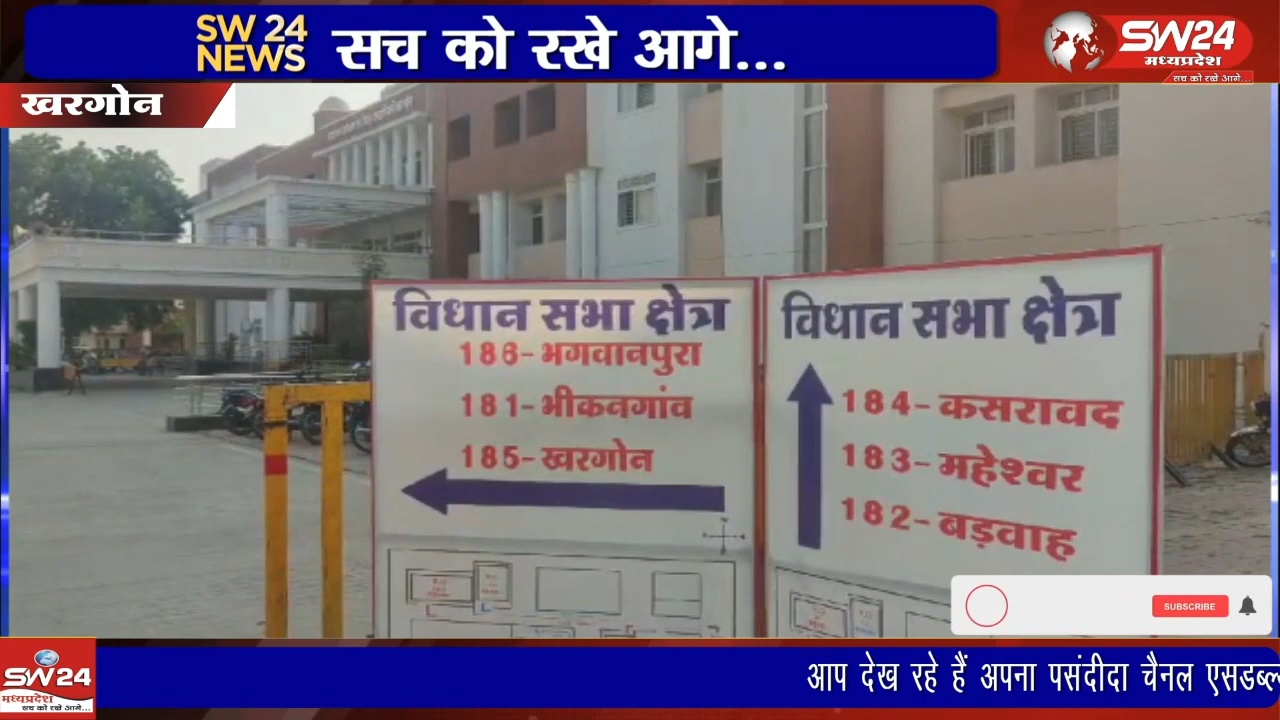 SW 24
NEWS
सच को रखे आगे...
SW24
मध्यप्रदेश
सच को रखे आगे...
खरगोन
विधान सभा क्षेत्र
186-भगवानपुरा
181-भीकनगांव
185-खरगोन
विधान सभा क्षेत्र
184-कसरावद
183-महेश्वर
182-बड़वाह
SUBSCRIBE
SW24
मध्यप्रदेश
सच को रखे आगे...
आप देख रहे हैं अपना पसंदीदा चैनल एसडब्ल